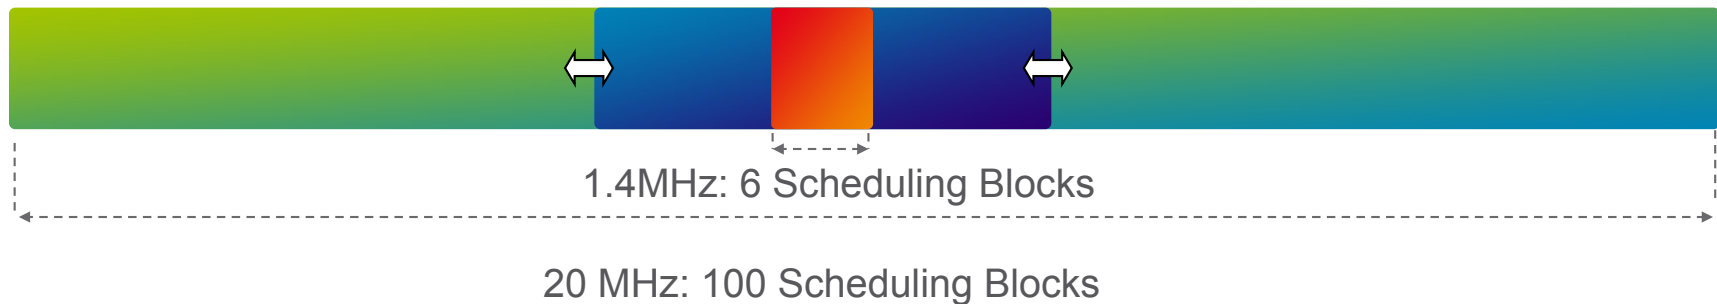 1.4MHz: 6 Scheduling Blocks
20 MHz: 100 Scheduling Blocks